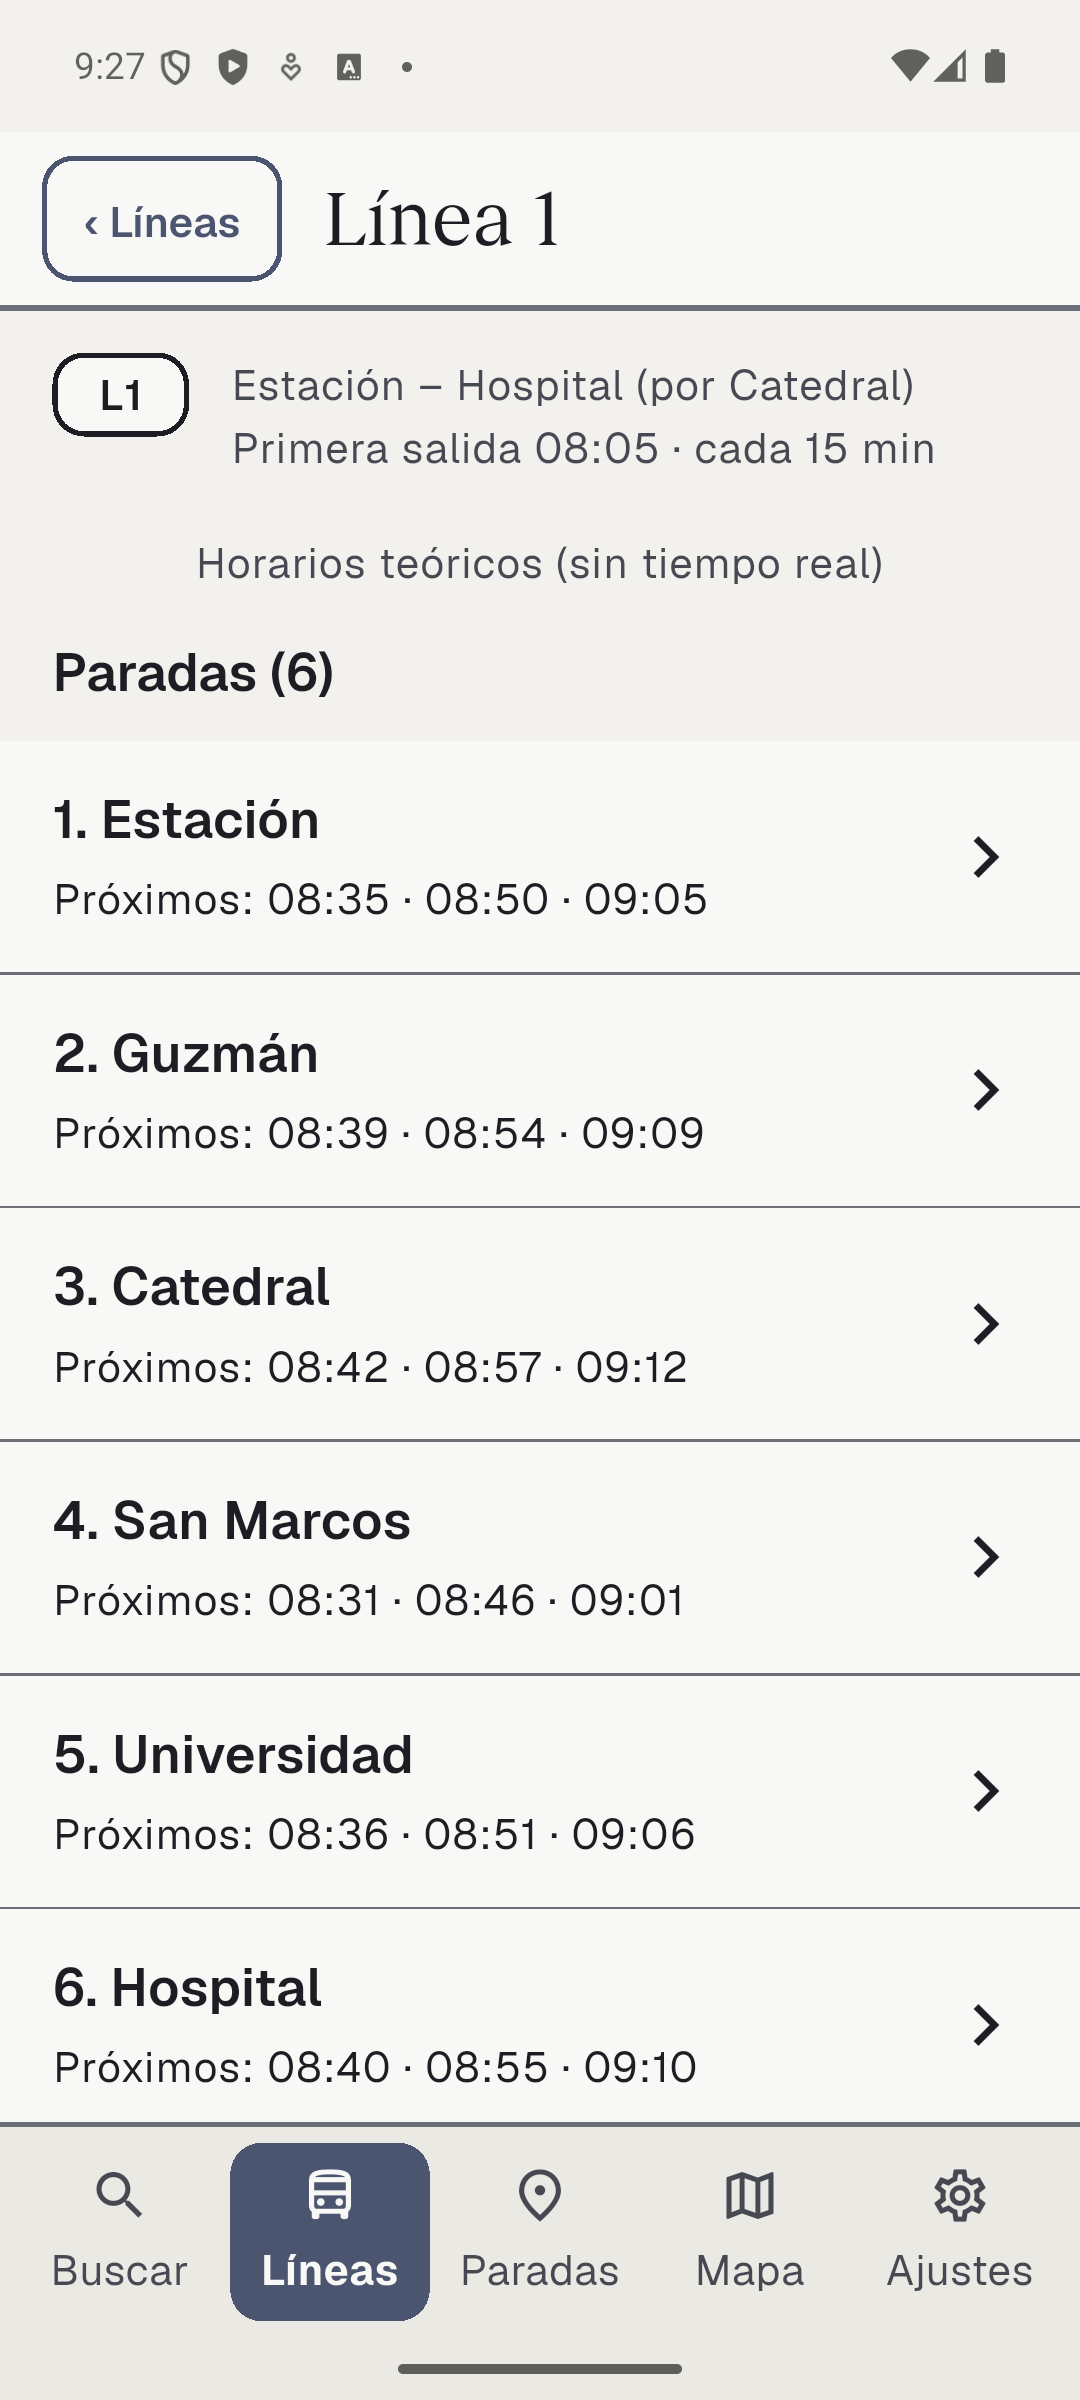 9:27
‹ Líneas
Línea 1
L1
Estación – Hospital (por Catedral)
Primera salida 08:05 · cada 15 min
Horarios teóricos (sin tiempo real)
Paradas (6)
1. Estación
Próximos: 08:35 · 08:50 · 09:05
2. Guzmán
Próximos: 08:39 · 08:54 · 09:09
3. Catedral
Próximos: 08:42 · 08:57 · 09:12
4. San Marcos
Próximos: 08:31 · 08:46 · 09:01
5. Universidad
Próximos: 08:36 · 08:51 · 09:06
6. Hospital
Próximos: 08:40 · 08:55 · 09:10
Buscar
Líneas
Paradas
Mapa
Ajustes